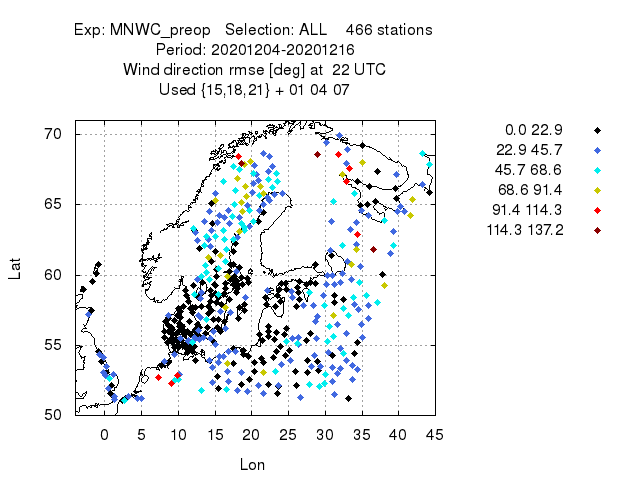 Exp: MNWC_preop Selection: ALL 466 stations
Period: 20201204-20201216
Wind direction rmse [deg] at 22 UTC
Used {15,18,21} + 01 04 07
70
65
60
55
50
Lat
0 5 10 15 20 25 30 35 40 45
Lon
0.0 22.9
22.9 45.7
45.7 68.6
68.6 91.4
91.4 114.3
114.3 137.2